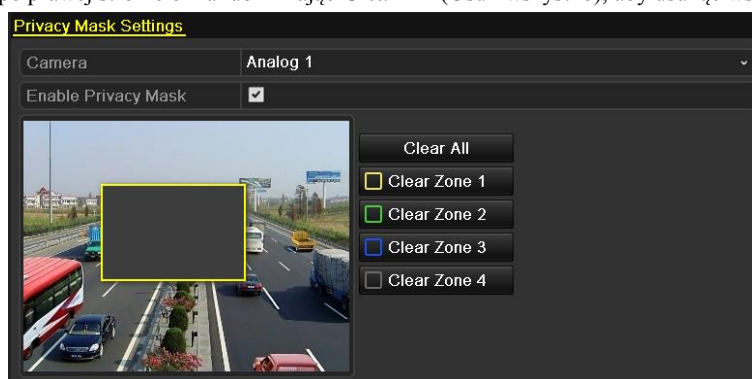 Privacy Mask Settings
Camera Analog 1
Enable Privacy Mask
Clear All
Clear Zone 1
Clear Zone 2
Clear Zone 3
Clear Zone 4